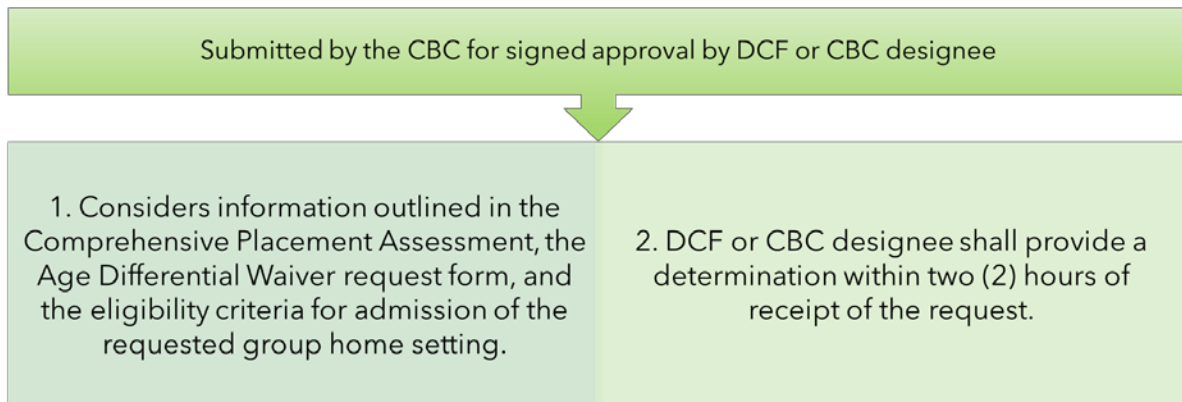 Submitted by the CBC for signed approval by DCF or CBC designee
1. Considers information outlined in the
Comprehensive Placement Assessment, the
Age Differential Waiver request form, and
the eligibility criteria for admission of the
requested group home setting.
2. DCF or CBC designee shall provide a
determination within two (2) hours of
receipt of the request.